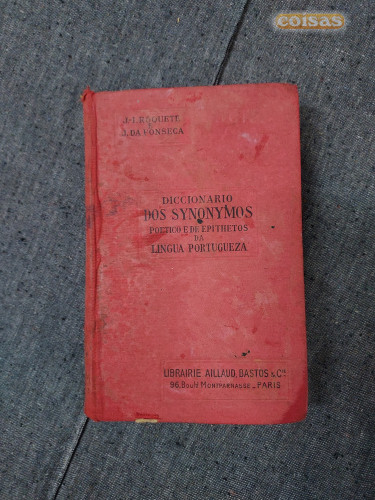 coisas
J.-I. ROQUETE
J. DA FONSECA
DICCIONARIO
DOS SYNONYMOS
POETICO E DE EPITHETOS
DA
LINGUA PORTUGUEZA
LIBRAIRIE AILLAUD, BASTOS & Cie
96, Boul.d MONTPARNASSE _ PARIS